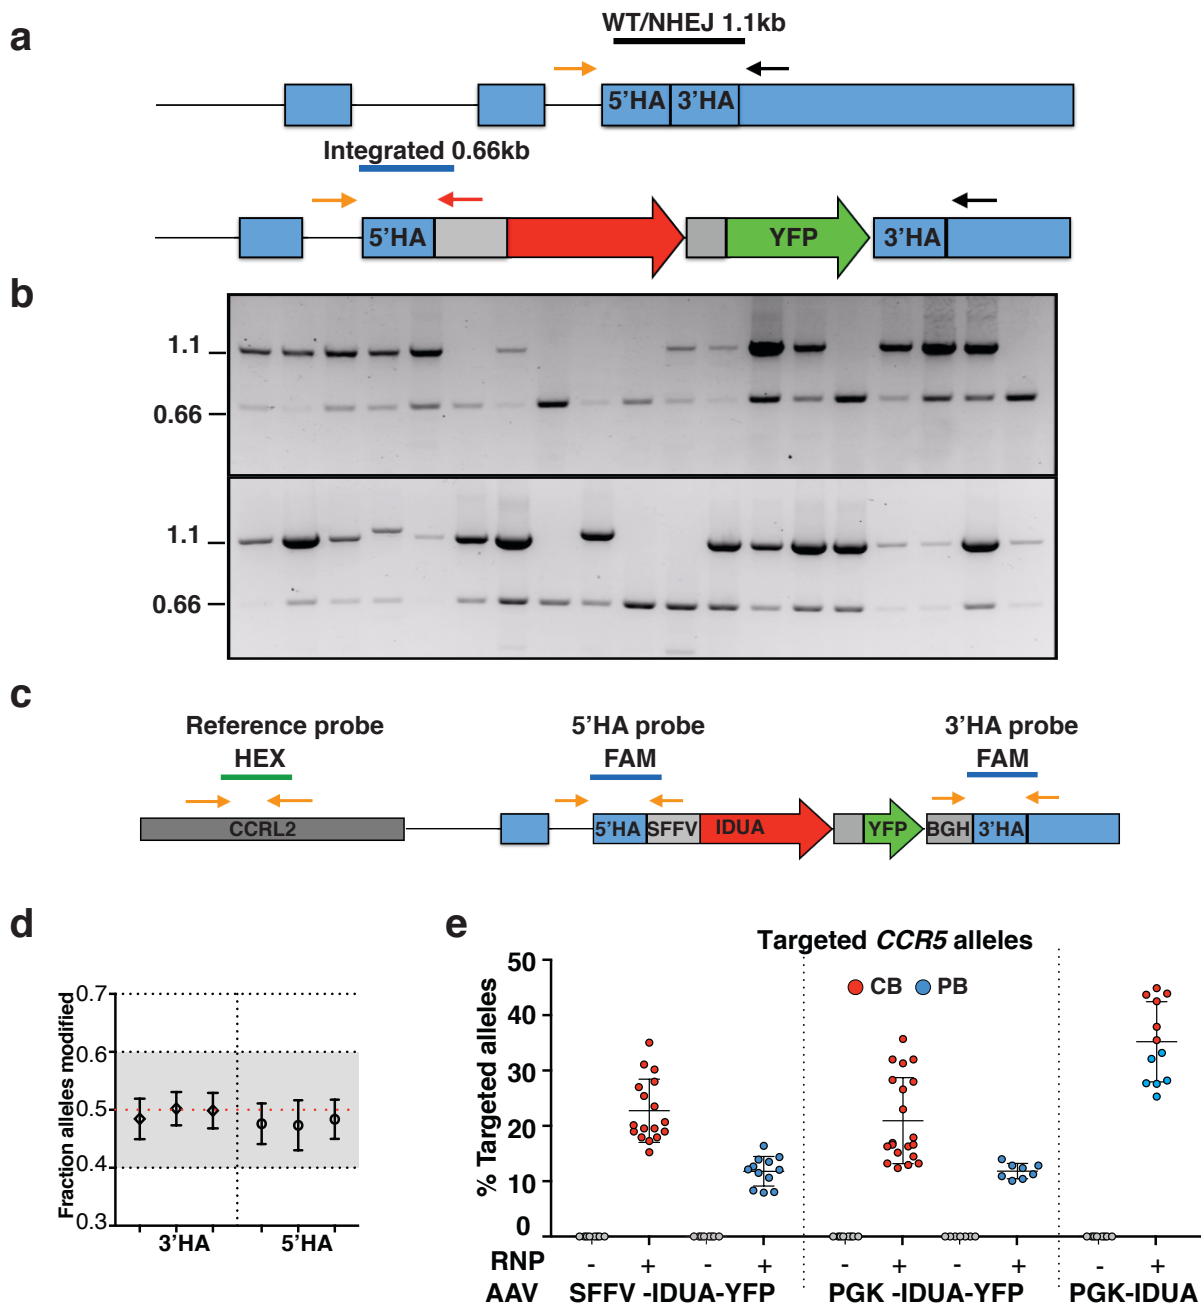 a
WT/NHEJ 1.1kb
5'HA 3'HA
Integrated 0.66kb
5'HA YFP 3'HA
b
1.1
0.66
1.1
0.66
c
Reference probe 5'HA probe 3'HA probe
HEX FAM FAM
CCRL2 5'HA SFFV IDUA YFP BGH 3'HA
d
Fraction alleles modified
0.7
0.6
0.5
0.4
0.3
3'HA 5'HA
e
Targeted CCR5 alleles
CB PB
% Targeted alleles
50
40
30
20
10
0
RNP - + - + - + - + - +
AAV SFFV -IDUA-YFP PGK -IDUA-YFP PGK-IDUA